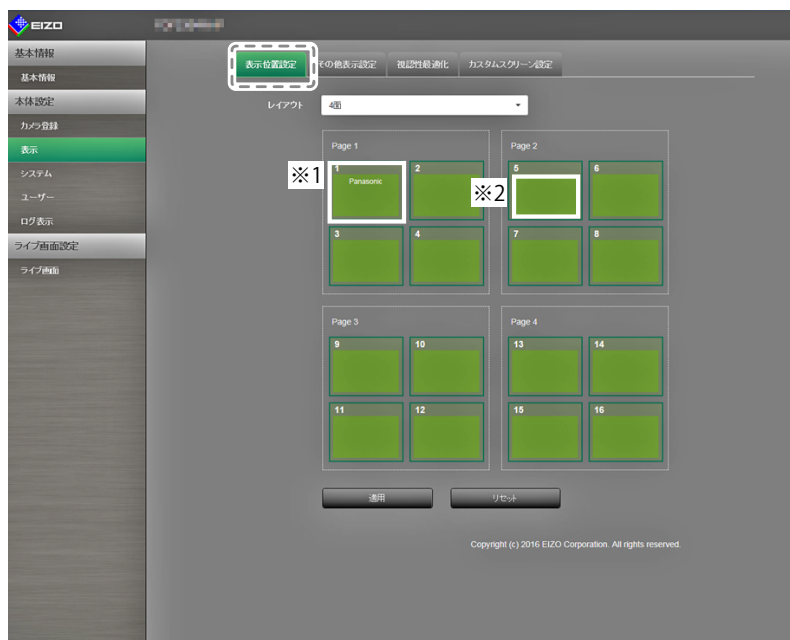 EIZO
基本情報
基本情報
本体設定
カメラ登録
表示
システム
ユーザー
ログ表示
ライブ画面設定
ライブ画面
表示位置設定
その他表示設定
視認性最適化
カスタムスクリーン設定
レイアウト
4面
Page 1
※1
1
Panasonic
2
3
4
Page 2
※2
5
6
7
8
Page 3
9
10
11
12
Page 4
13
14
15
16
適用
リセット
Copyright (c) 2016 EIZO Corporation. All rights reserved.